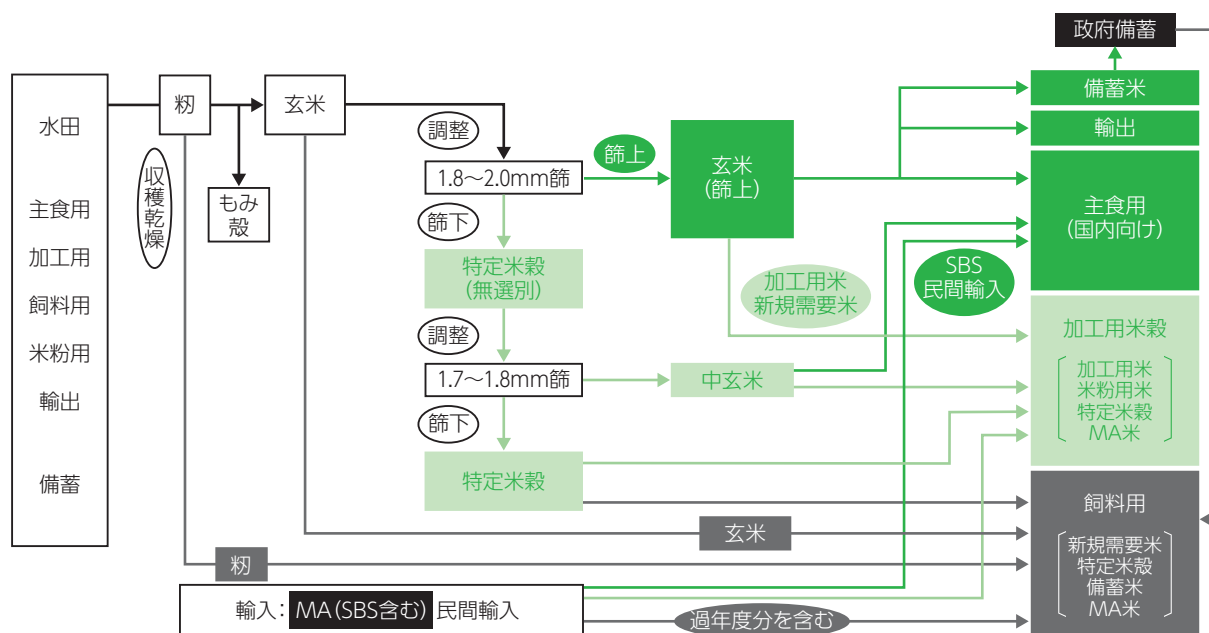 政府備蓄
水田
主食用
加工用
飼料用
米粉用
輸出
備蓄
籾
収穫乾燥
もみ
殻
玄米
調整
1.8～2.0mm篩
篩下
特定米穀
(無選別)
調整
1.7～1.8mm篩
篩下
特定米穀
篩上
玄米
(篩上)
加工用米
新規需要米
中玄米
SBS
民間輸入
備蓄米
輸出
主食用
(国内向け)
加工用米穀
加工用米
米粉用米
特定米穀
MA米
飼料用
新規需要米
特定米殻
備蓄米
MA米
玄米
籾
輸入：MA(SBS含む)民間輸入
過年度分を含む